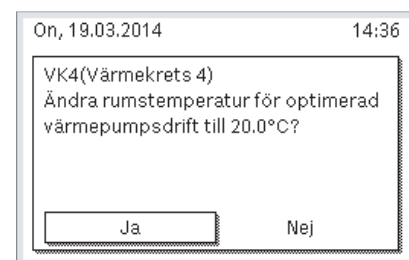 On, 19.03.2014 14:36
VK4(Värmekrets 4)
Ändra rumstemperatur för optimerad
värmepumpsdrift till 20.0°C?
Ja Nej